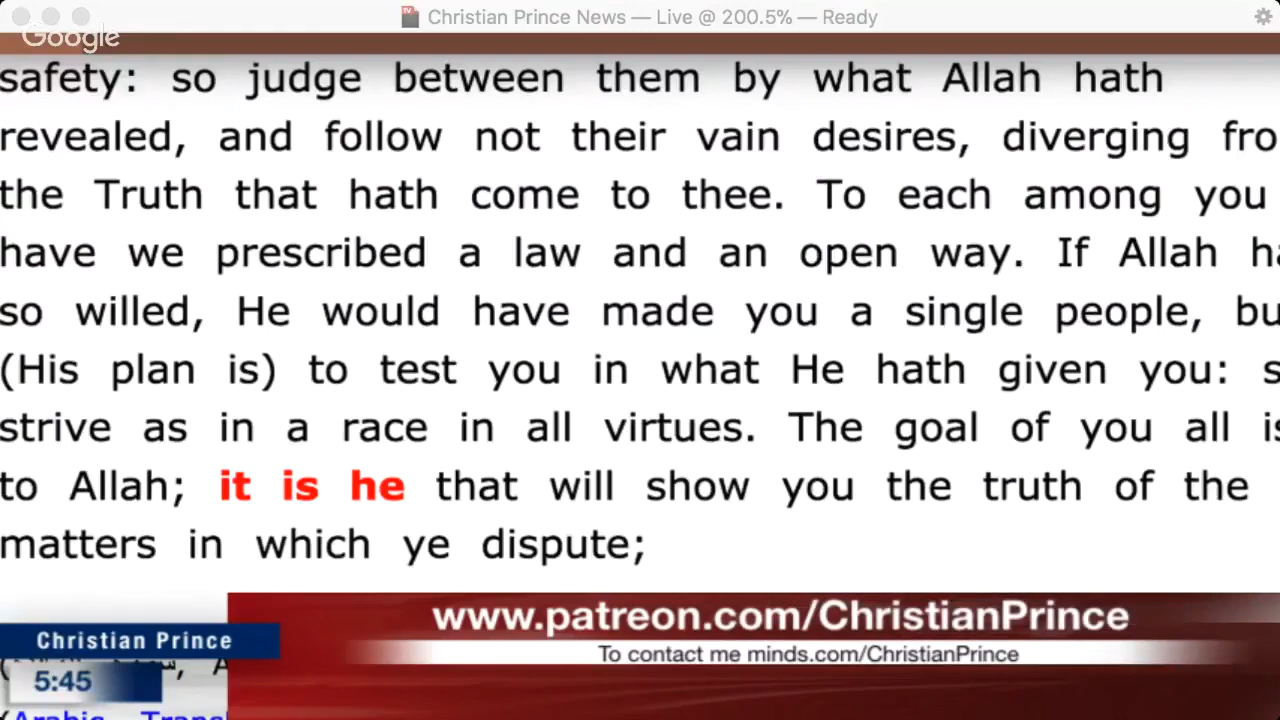 Christian Prince News — Live @ 200.5% — Ready
Google
safety: so judge between them by what Allah hath
revealed, and follow not their vain desires, diverging
the Truth that hath come to thee. To each among you
have we prescribed a law and an open way. If Allah
so willed, He would have made you a single people,
(His plan is) to test you in what He hath given you:
strive as in a race in all virtues. The goal of you all
to Allah; it is he that will show you the truth of the
matters in which ye dispute;
www.patreon.com/ChristianPrince
Christian Prince
To contact me minds.com/ChristianPrince
5:45